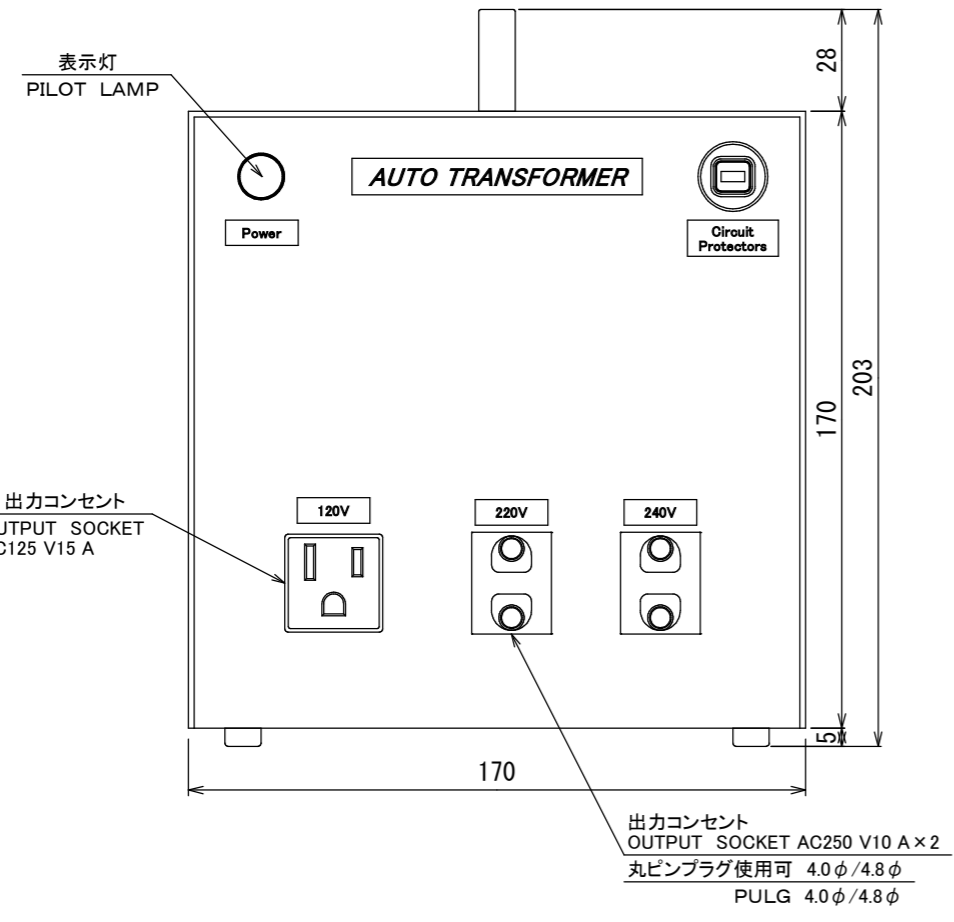 表示灯
PILOT LAMP
AUTO TRANSFORMER
Power
Circuit
Protectors
28
203
170
出力コンセント
UTPUT SOCKET
C125 V15 A
120V
220V
240V
5
170
出力コンセント
OUTPUT SOCKET AC250 V10 A×2
丸ピンプラグ使用可 4.0φ/4.8φ
PULG 4.0φ/4.8φ